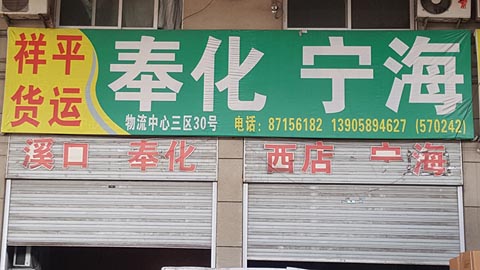 祥平
货运
奉化 宁海
物流中心三区30号 电话：87156182 13905894627 (570242)
溪口 奉化 西店 宁海